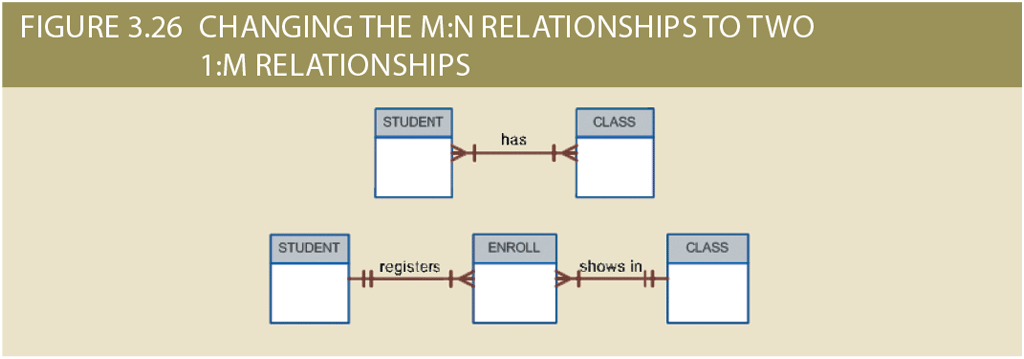 FIGURE 3.26 CHANGING THE M:N RELATIONSHIPS TO TWO
1:M RELATIONSHIPS
STUDENT has CLASS
STUDENT registers ENROLL shows in CLASS